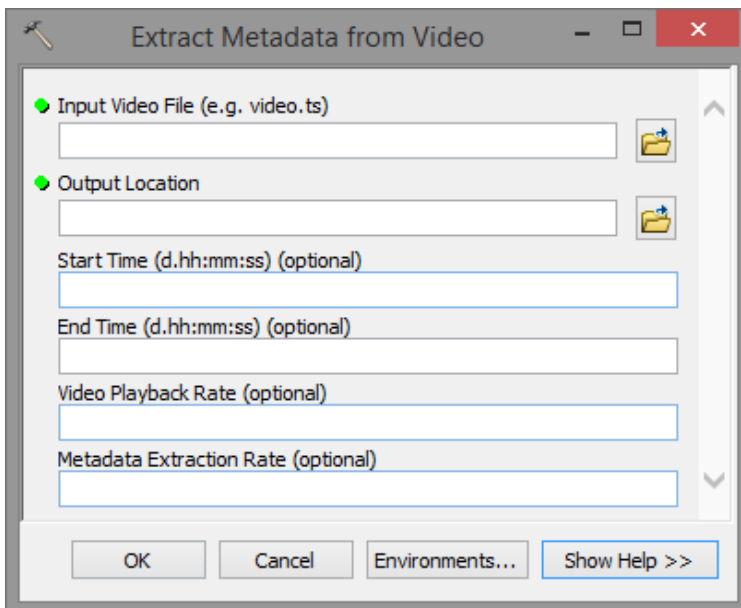 Extract Metadata from Video
Input Video File (e.g. video.ts)
Output Location
Start Time (d.hh:mm:ss) (optional)
End Time (d.hh:mm:ss) (optional)
Video Playback Rate (optional)
Metadata Extraction Rate (optional)
OK Cancel Environments... Show Help >>